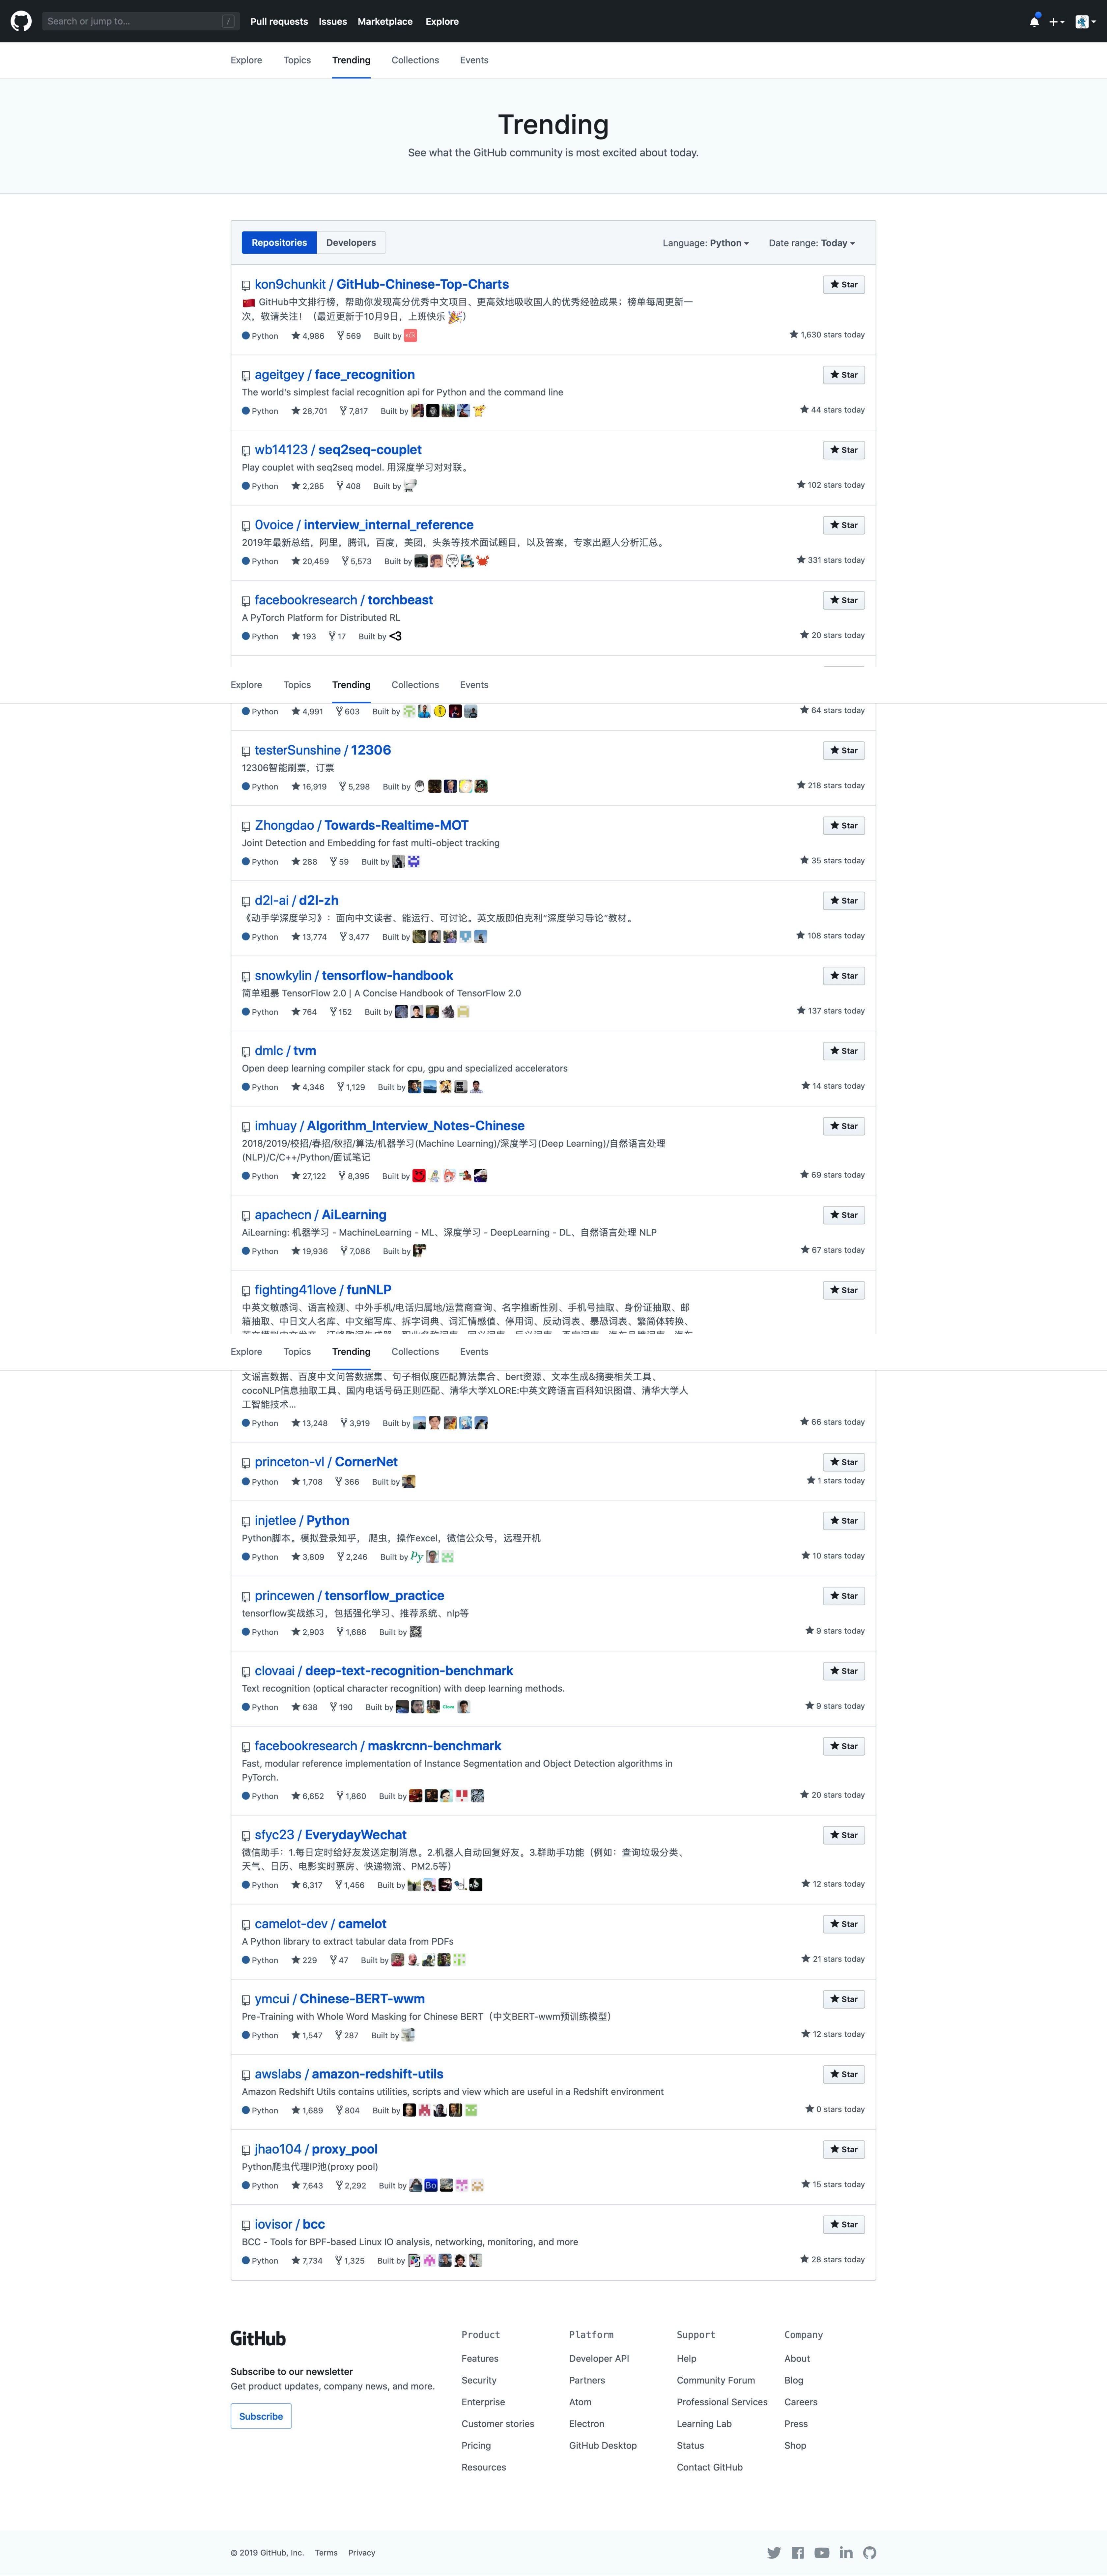 Search or jump to... /
Pull requests Issues Marketplace Explore
Explore Topics Trending Collections Events
Trending
See what the GitHub community is most excited about today.
Repositories Developers Language: Python Date range: Today
kon9chunkit / GitHub-Chinese-Top-Charts Star
GitHub中文排行榜，帮助你发现高分优秀中文项目、更高效地吸收国人的优秀经验成果；榜单每周更新一
次，敬请关注！（最近更新于10月9日，上班快乐 🎉）
Python 4,986 569 Built by 1,630 stars today
ageitgey / face_recognition Star
The world's simplest facial recognition api for Python and the command line
Python 28,701 7,817 Built by 44 stars today
wb14123 / seq2seq-couplet Star
Play couplet with seq2seq model. 用深度学习对对联。
Python 2,285 408 Built by 102 stars today
0voice / interview_internal_reference Star
2019年最新总结，阿里，腾讯，百度，美团，头条等技术面试题目，以及答案，专家出题人分析汇总。
Python 20,459 5,573 Built by 331 stars today
facebookresearch / torchbeast Star
A PyTorch Platform for Distributed RL
Python 193 17 Built by <3 20 stars today
Explore Topics Trending Collections Events
Python 4,991 603 Built by 64 stars today
testerSunshine / 12306 Star
12306智能刷票，订票
Python 16,919 5,298 Built by 218 stars today
Zhongdao / Towards-Realtime-MOT Star
Joint Detection and Embedding for fast multi-object tracking
Python 288 59 Built by 35 stars today
d2l-ai / d2l-zh Star
《动手学深度学习》：面向中文读者、能运行、可讨论。英文版即伯克利“深度学习导论”教材。
Python 13,774 3,477 Built by 108 stars today
snowkylin / tensorflow-handbook Star
简单粗暴 TensorFlow 2.0 | A Concise Handbook of TensorFlow 2.0
Python 764 152 Built by 137 stars today
dmlc / tvm Star
Open deep learning compiler stack for cpu, gpu and specialized accelerators
Python 4,346 1,129 Built by 14 stars today
imhuay / Algorithm_Interview_Notes-Chinese Star
2018/2019/校招/春招/秋招/算法/机器学习(Machine Learning)/深度学习(Deep Learning)/自然语言处理
(NLP)/C/C++/Python/面试笔记
Python 27,122 8,395 Built by 69 stars today
apachecn / AiLearning Star
AiLearning: 机器学习 - MachineLearning - ML、深度学习 - DeepLearning - DL、自然语言处理 NLP
Python 19,936 7,086 Built by 67 stars today
fighting41love / funNLP Star
中英文敏感词、语言检测、中外手机/电话归属地/运营商查询、名字推断性别、手机号抽取、身份证抽取、邮
箱抽取、中日文人名库、中文缩写库、拆字词典、词汇情感值、停用词、反动词表、暴恐词表、繁简体转换、
Explore Topics Trending Collections Events
文谣言数据、百度中文问答数据集、句子相似度匹配算法集合、bert资源、文本生成&摘要相关工具、
cocoNLP信息抽取工具、国内电话号码正则匹配、清华大学XLORE:中英文跨语言百科知识图谱、清华大学人
工智能技术...
Python 13,248 3,919 Built by 66 stars today
princeton-vl / CornerNet Star
Python 1,708 366 Built by 1 stars today
injetlee / Python Star
Python脚本。模拟登录知乎， 爬虫，操作excel，微信公众号，远程开机
Python 3,809 2,246 Built by Py 10 stars today
princewen / tensorflow_practice Star
tensorflow实战练习，包括强化学习、推荐系统、nlp等
Python 2,903 1,686 Built by 9 stars today
clovaai / deep-text-recognition-benchmark Star
Text recognition (optical character recognition) with deep learning methods.
Python 638 190 Built by 9 stars today
facebookresearch / maskrcnn-benchmark Star
Fast, modular reference implementation of Instance Segmentation and Object Detection algorithms in
PyTorch.
Python 6,652 1,860 Built by 20 stars today
sfyc23 / EverydayWechat Star
微信助手：1.每日定时给好友发送定制消息。2.机器人自动回复好友。3.群助手功能（例如：查询垃圾分类、
天气、日历、电影实时票房、快递物流、PM2.5等）
Python 6,317 1,456 Built by 12 stars today
camelot-dev / camelot Star
A Python library to extract tabular data from PDFs
Python 229 47 Built by 21 stars today
ymcui / Chinese-BERT-wwm Star
Pre-Training with Whole Word Masking for Chinese BERT（中文BERT-wwm预训练模型）
Python 1,547 287 Built by 12 stars today
awslabs / amazon-redshift-utils Star
Amazon Redshift Utils contains utilities, scripts and view which are useful in a Redshift environment
Python 1,689 804 Built by 0 stars today
jhao104 / proxy_pool Star
Python爬虫代理IP池(proxy pool)
Python 7,643 2,292 Built by 15 stars today
iovisor / bcc Star
BCC - Tools for BPF-based Linux IO analysis, networking, monitoring, and more
Python 7,734 1,325 Built by 28 stars today
GitHub
Subscribe to our newsletter
Get product updates, company news, and more.
Subscribe
Product
Features
Security
Enterprise
Customer stories
Pricing
Resources
Platform
Developer API
Partners
Atom
Electron
GitHub Desktop
Support
Help
Community Forum
Professional Services
Learning Lab
Status
Contact GitHub
Company
About
Blog
Careers
Press
Shop
© 2019 GitHub, Inc. Terms Privacy